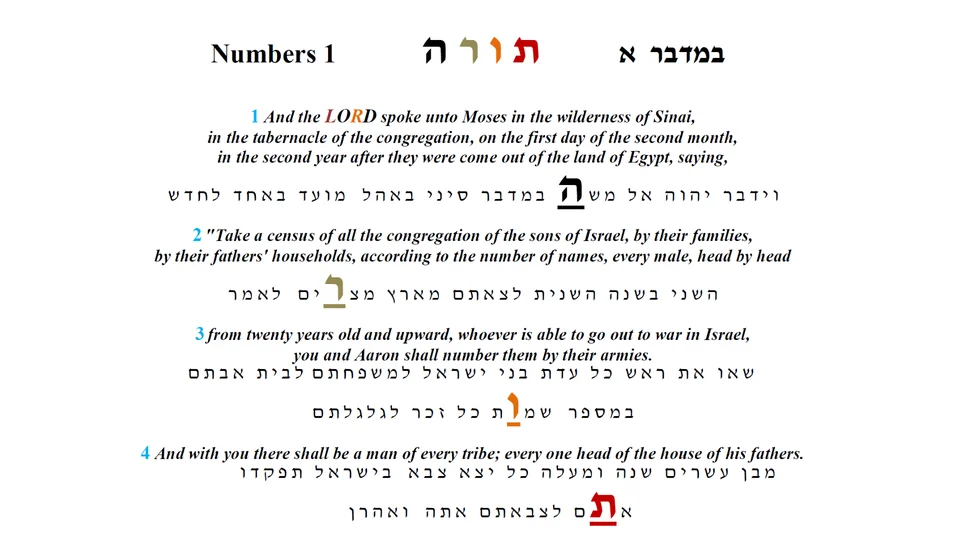 Numbers 1 תורה במדבר א
1 And the LORD spoke unto Moses in the wilderness of Sinai,
in the tabernacle of the congregation, on the first day of the second month,
in the second year after they were come out of the land of Egypt, saying,
וידבר יהוה אל משה במדבר סיני באהל מועד באחד לחדש
2 "Take a census of all the congregation of the sons of Israel, by their families,
by their fathers' households, according to the number of names, every male, head by head
השני בשנה השנית לצאתם מארץ מצרים לאמר
3 from twenty years old and upward, whoever is able to go out to war in Israel,
you and Aaron shall number them by their armies.
שאו את ראש כל עדת בני ישראל למשפחתם לבית אבתם
במספר שמות כל זכר לגלגלתם
4 And with you there shall be a man of every tribe; every one head of the house of his fathers.
מבן עשרים שנה ומעלה כל יצא צבא בישראל תפקדו
אתם לצבאתם אתה ואהרן